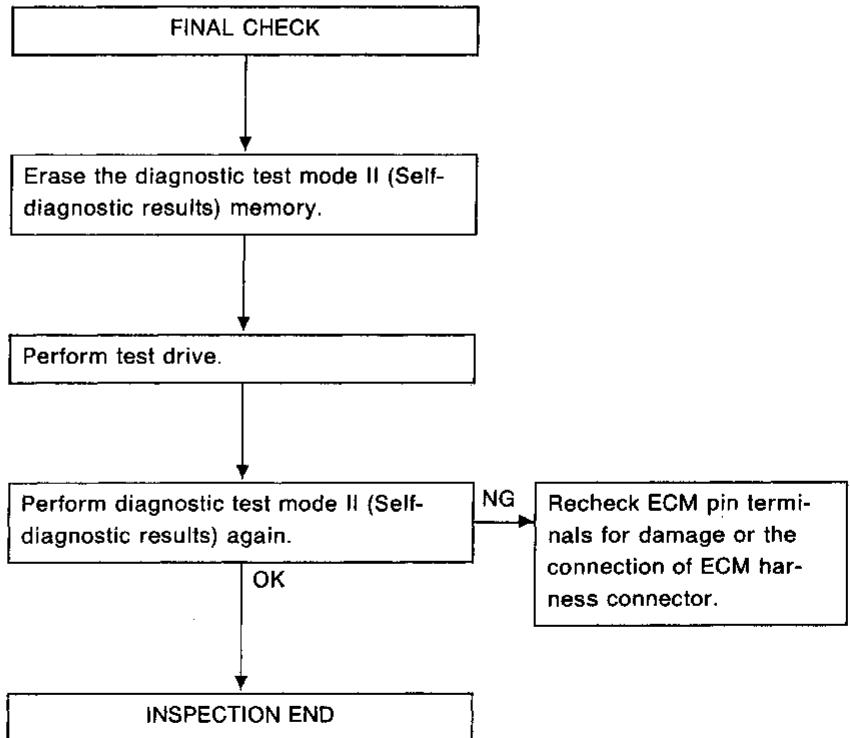 FINAL CHECK
Erase the diagnostic test mode II (Self-
diagnostic results) memory.
Perform test drive.
Perform diagnostic test mode II (Self-
diagnostic results) again.
NG
Recheck ECM pin termi-
nals for damage or the
connection of ECM har-
ness connector.
OK
INSPECTION END